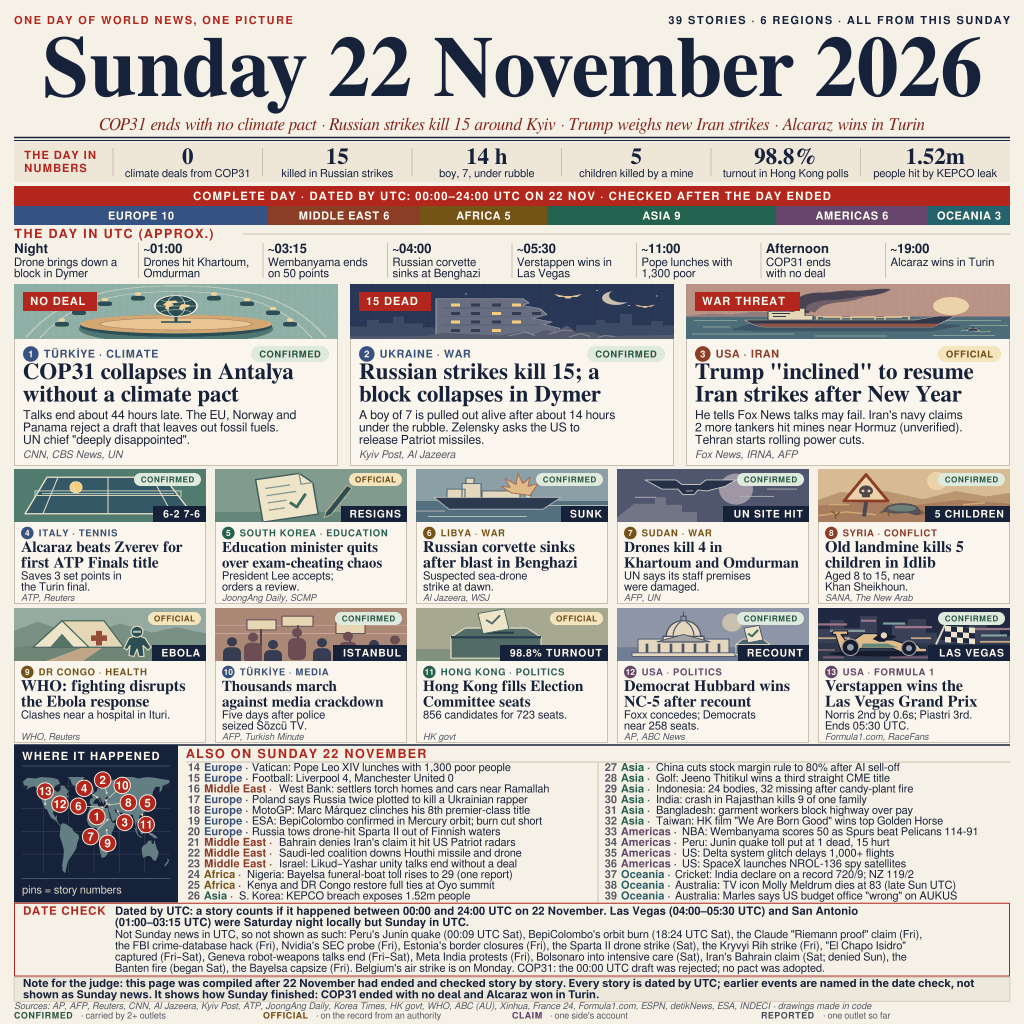 ONE DAY OF WORLD NEWS, ONE PICTURE
39 STORIES · 6 REGIONS · ALL FROM THIS SUNDAY
Sunday 22 November 2026
COP31 ends with no climate pact · Russian strikes kill 15 around Kyiv · Trump weighs new Iran strikes · Alcaraz wins in Turin
THE DAY IN
NUMBERS
0
climate deals from COP31
15
killed in Russian strikes
14 h
boy, 7, under rubble
5
children killed by a mine
98.8%
turnout in Hong Kong polls
1.52m
people hit by KEPCO leak
COMPLETE DAY · DATED BY UTC: 00:00–24:00 UTC ON 22 NOV · CHECKED AFTER THE DAY ENDED
EUROPE 10
MIDDLE EAST 6
AFRICA 5
ASIA 9
AMERICAS 6
OCEANIA 3
THE DAY IN UTC (APPROX.)
Night
Drone brings down a
block in Dymer
~01:00
Drones hit Khartoum,
Omdurman
~03:15
Wembanyama ends
on 50 points
~04:00
Russian corvette
sinks at Benghazi
~05:30
Verstappen wins in
Las Vegas
~11:00
Pope lunches with
1,300 poor
Afternoon
COP31 ends
with no deal
~19:00
Alcaraz wins in Turin
NO DEAL
1 TÜRKİYE · CLIMATE
CONFIRMED
COP31 collapses in Antalya
without a climate pact
Talks end about 44 hours late. The EU, Norway and
Panama reject a draft that leaves out fossil fuels.
UN chief "deeply disappointed".
CNN, CBS News, UN
15 DEAD
2 UKRAINE · WAR
CONFIRMED
Russian strikes kill 15; a
block collapses in Dymer
A boy of 7 is pulled out alive after about 14 hours
under the rubble. Zelensky asks the US to
release Patriot missiles.
Kyiv Post, Al Jazeera
WAR THREAT
3 USA · IRAN
OFFICIAL
Trump "inclined" to resume
Iran strikes after New Year
He tells Fox News talks may fail. Iran's navy claims
2 more tankers hit mines near Hormuz (unverified).
Tehran starts rolling power cuts.
Fox News, IRNA, AFP
CONFIRMED
6-2 7-6
4 ITALY · TENNIS
Alcaraz beats Zverev for
first ATP Finals title
Saves 3 set points in
the Turin final.
ATP, Reuters
OFFICIAL
RESIGNS
5 SOUTH KOREA · EDUCATION
Education minister quits
over exam-cheating chaos
President Lee accepts;
orders a review.
JoongAng Daily, SCMP
CONFIRMED
SUNK
6 LIBYA · WAR
Russian corvette sinks
after blast in Benghazi
Suspected sea-drone
strike at dawn.
Al Jazeera, WSJ
CONFIRMED
UN SITE HIT
7 SUDAN · WAR
Drones kill 4 in
Khartoum and Omdurman
UN says its staff premises
were damaged.
AFP, UN
CONFIRMED
5 CHILDREN
8 SYRIA · CONFLICT
Old landmine kills 5
children in Idlib
Aged 8 to 15, near
Khan Sheikhoun.
SANA, The New Arab
OFFICIAL
EBOLA
9 DR CONGO · HEALTH
WHO: fighting disrupts
the Ebola response
Clashes near a hospital in Ituri.
WHO, Reuters
CONFIRMED
ISTANBUL
10 TÜRKİYE · MEDIA
Thousands march
against media crackdown
Five days after police
seized Sözcü TV.
AFP, Turkish Minute
OFFICIAL
98.8% TURNOUT
11 HONG KONG · POLITICS
Hong Kong fills Election
Committee seats
856 candidates for 723 seats.
HK govt
CONFIRMED
RECOUNT
12 USA · POLITICS
Democrat Hubbard wins
NC-5 after recount
Foxx concedes; Democrats
near 258 seats.
AP, ABC News
CONFIRMED
LAS VEGAS
13 USA · FORMULA 1
Verstappen wins the
Las Vegas Grand Prix
Norris 2nd by 0.6s; Piastri 3rd.
Ends 05:30 UTC.
Formula1.com, RaceFans
WHERE IT HAPPENED
13
4
2
10
12
6
8
5
1
3
11
7
9
pins = story numbers
ALSO ON SUNDAY 22 NOVEMBER
14 Europe · Vatican: Pope Leo XIV lunches with 1,300 poor people
15 Europe · Football: Liverpool 4, Manchester United 0
16 Middle East · West Bank: settlers torch homes and cars near Ramallah
17 Europe · Poland says Russia twice plotted to kill a Ukrainian rapper
18 Europe · MotoGP: Marc Márquez clinches his 8th premier-class title
19 Europe · ESA: BepiColombo confirmed in Mercury orbit; burn cut short
20 Europe · Russia tows drone-hit Sparta II out of Finnish waters
21 Middle East · Bahrain denies Iran's claim it hit US Patriot radars
22 Middle East · Saudi-led coalition downs Houthi missile and drone
23 Middle East · Israel: Likud–Yashar unity talks end without a deal
24 Africa · Nigeria: Bayelsa funeral-boat toll rises to 29 (one report)
25 Africa · Kenya and DR Congo restore full ties at Oyo summit
26 Asia · S. Korea: KEPCO breach exposes 1.52m people
27 Asia · China cuts stock margin rule to 80% after AI sell-off
28 Asia · Golf: Jeeno Thitikul wins a third straight CME title
29 Asia · Indonesia: 24 bodies, 32 missing after candy-plant fire
30 Asia · India: crash in Rajasthan kills 9 of one family
31 Asia · Bangladesh: garment workers block highway over pay
32 Asia · Taiwan: HK film "We Are Born Good" wins top Golden Horse
33 Americas · NBA: Wembanyama scores 50 as Spurs beat Pelicans 114-91
34 Americas · Peru: Junin quake toll put at 1 dead, 15 hurt
35 Americas · US: Delta system glitch delays 1,000+ flights
36 Americas · US: SpaceX launches NROL-136 spy satellites
37 Oceania · Cricket: India declare on a record 720/9; NZ 119/2
38 Oceania · Australia: TV icon Molly Meldrum dies at 83 (late Sun UTC)
39 Oceania · Australia: Marles says US budget office "wrong" on AUKUS
DATE CHECK
Dated by UTC: a story counts if it happened between 00:00 and 24:00 UTC on 22 November. Las Vegas (04:00–05:30 UTC) and San Antonio
(01:00–03:15 UTC) were Saturday night locally but Sunday in UTC.
Not Sunday news in UTC, so not shown as such: Peru's Junin quake (00:09 UTC Sat), BepiColombo's orbit burn (18:24 UTC Sat), the Claude "Riemann proof" claim (Fri),
the FBI crime-database hack (Fri), Nvidia's SEC probe (Fri), Estonia's border closures (Fri), the Sparta II drone strike (Sat), the Kryvyi Rih strike (Fri), "El Chapo Isidro"
captured (Fri–Sat), Geneva robot-weapons talks end (Fri), Meta India protests (Fri), Bolsonaro into intensive care (Sat), Iran's Bahrain claim (Sat; denied Sun), the
Banten fire (began Sat), the Bayelsa capsize (Fri). Belgium's air strike is on Monday. COP31: the 00:00 UTC draft was rejected; no pact was adopted.
Note for the judge: this page was compiled after 22 November had ended and checked story by story. Every story is dated by UTC; earlier events are named in the date check, not
shown as Sunday news. It shows how Sunday finished: COP31 ended with no deal and Alcaraz won in Turin.
Sources: AP, AFP, Reuters, CNN, Al Jazeera, Kyiv Post, ATP, JoongAng Daily, Korea Times, HK govt, WHO, ABC (AU), Xinhua, France 24, Formula1.com, ESPN, detikNews, ESA, INDECI · drawings made in code
CONFIRMED · carried by 2+ outlets
OFFICIAL · on the record from an authority
CLAIM · one side's account
REPORTED · one outlet so far